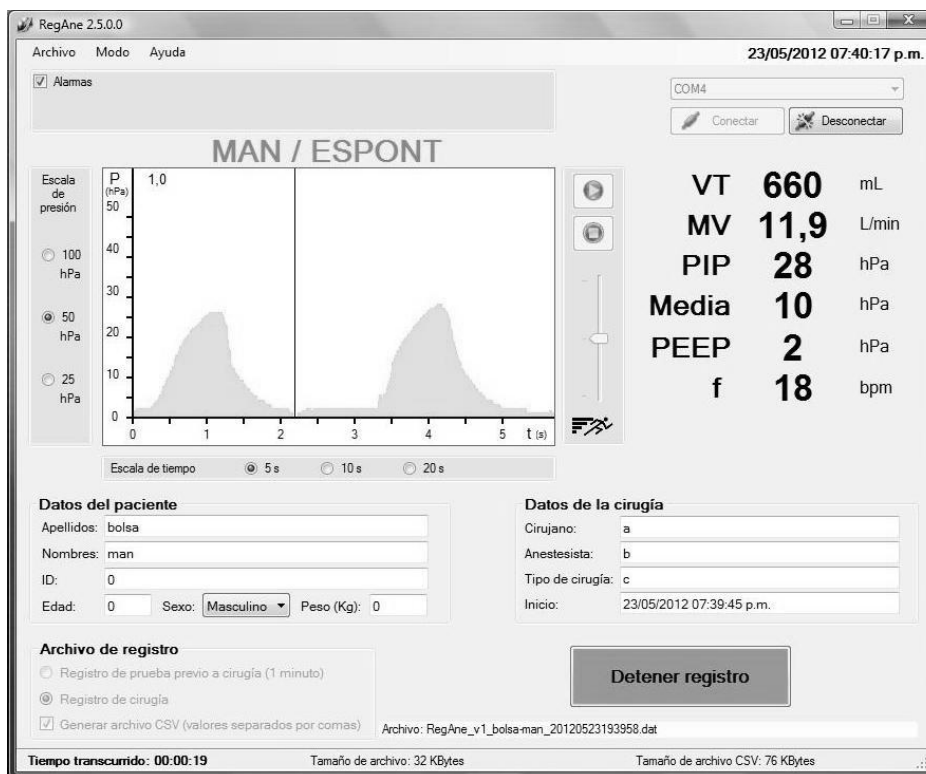 RegAne 2.5.0.0
Archivo Modo Ayuda 23/05/2012 07:40:17 p.m.
Alarmas
COM4
Conectar Desconectar
MAN / ESPONT
Escala de presión
100 hPa
50 hPa
25 hPa
P (hPa) 1,0
50
40
30
20
10
0
0 1 2 3 4 5 t (s)
Escala de tiempo 5 s 10 s 20 s
VT 660 mL
MV 11,9 L/min
PIP 28 hPa
Media 10 hPa
PEEP 2 hPa
f 18 bpm
Datos del paciente
Apellidos: bolsa
Nombres: man
ID: 0
Edad: 0 Sexo: Masculino Peso (Kg): 0
Datos de la cirugía
Cirujano: a
Anestesista: b
Tipo de cirugía: c
Inicio: 23/05/2012 07:39:45 p.m.
Archivo de registro
Registro de prueba previo a cirugía (1 minuto)
Registro de cirugía
Generar archivo CSV (valores separados por comas)
Detener registro
Archivo: RegAne_v1_bolsa-man_20120523193958.dat
Tiempo transcurrido: 00:00:19 Tamaño de archivo: 32 KBytes Tamaño de archivo CSV: 76 KBytes